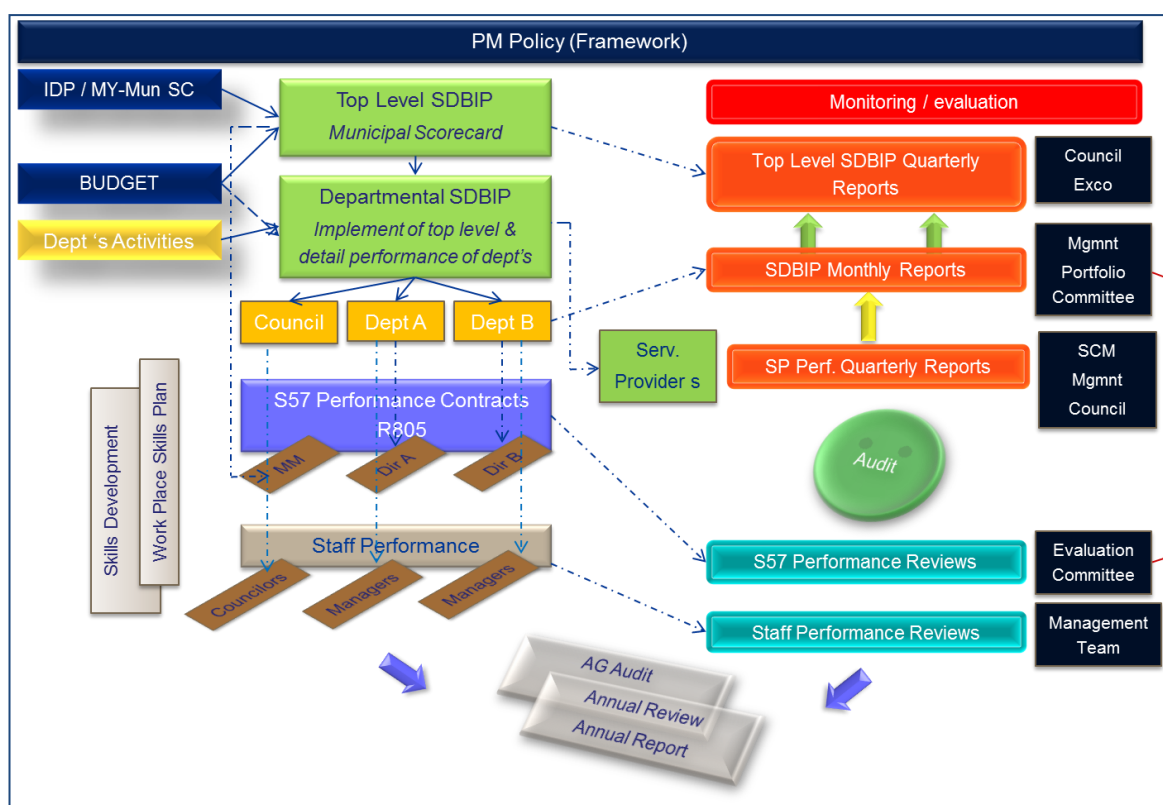 PM Policy (Framework)
IDP / MY-Mun SC
BUDGET
Dept 's Activities
Top Level SDBIP
Municipal Scorecard
Departmental SDBIP
Implement of top level &
detail performance of dept's
Council
Dept A
Dept B
Serv.
Provider s
S57 Performance Contracts
R805
MM
Dir A
Dir B
Staff Performance
Councilors
Managers
Managers
Skills Development
Work Place Skills Plan
Monitoring / evaluation
Top Level SDBIP Quarterly
Reports
Council
Exco
SDBIP Monthly Reports
Mgmnt
Portfolio
Committee
SP Perf. Quarterly Reports
SCM
Mgmnt
Council
Audit
S57 Performance Reviews
Evaluation
Committee
Staff Performance Reviews
Management
Team
AG Audit
Annual Review
Annual Report